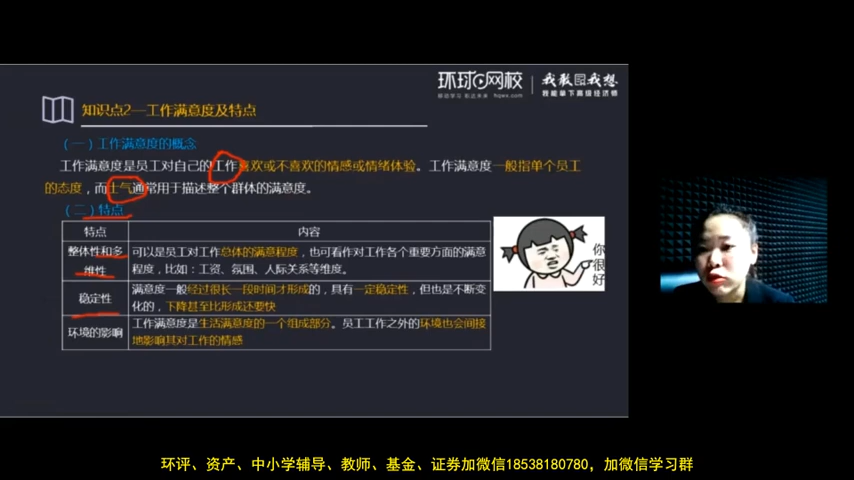 环球网校
hqwx.com
我敢 我想
我能拿下高级经济师
知识点2—工作满意度及特点
（一）工作满意度的概念
工作满意度是员工对自己的工作喜欢或不喜欢的情感或情绪体验。工作满意度一般指单个员工
的态度，而士气通常用于描述整个群体的满意度。
（二）特点
特点 内容
整体性和多
维性
可以是员工对工作总体的满意程度，也可看作对工作各个重要方面的满意
程度，比如：工资、氛围、人际关系等维度。
稳定性
满意度一般经过很长一段时间才形成的，具有一定稳定性，但也是不断变
化的，下降甚至比形成还要快
环境的影响
工作满意度是生活满意度的一个组成部分。员工工作之外的环境也会间接
地影响其对工作的情感
你
很
好
环评、资产、中小学辅导、教师、基金、证券加微信18538180780，加微信学习群